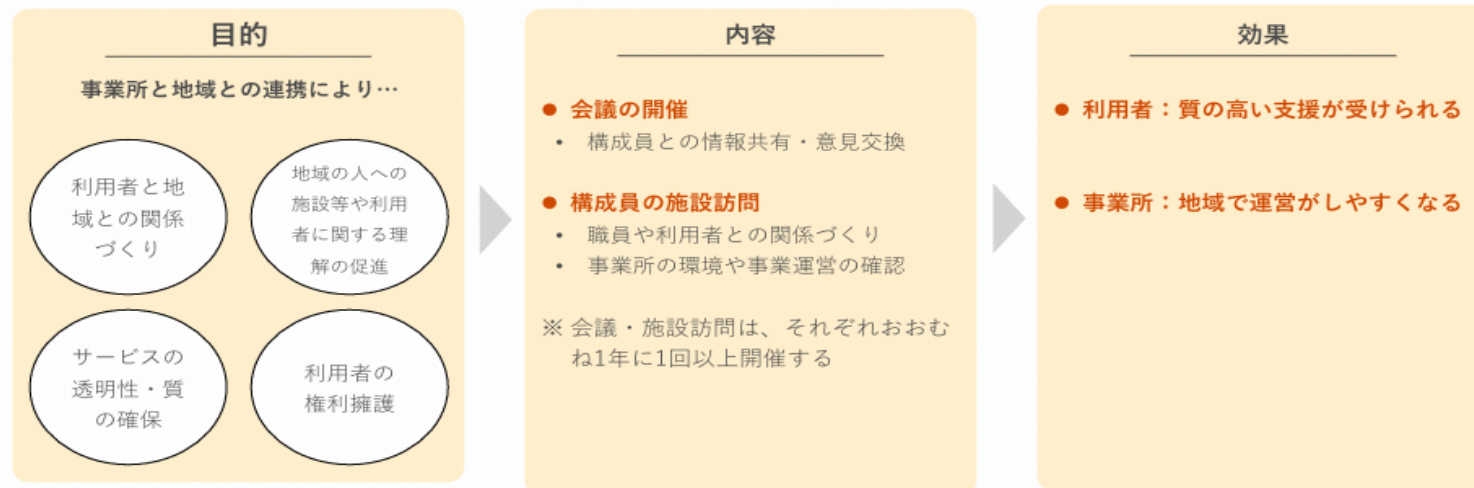 目的
事業所と地域との連携により…
利用者と地
域との関係
づくり
地域の人への
施設等や利用
者に関する理
解の促進
サービスの
透明性・質
の確保
利用者の
権利擁護
内容
● 会議の開催
• 構成員との情報共有・意見交換
● 構成員の施設訪問
• 職員や利用者との関係づくり
• 事業所の環境や事業運営の確認
※ 会議・施設訪問は、それぞれおおむ
ね1年に1回以上開催する
効果
● 利用者：質の高い支援が受けられる
● 事業所：地域で運営がしやすくなる